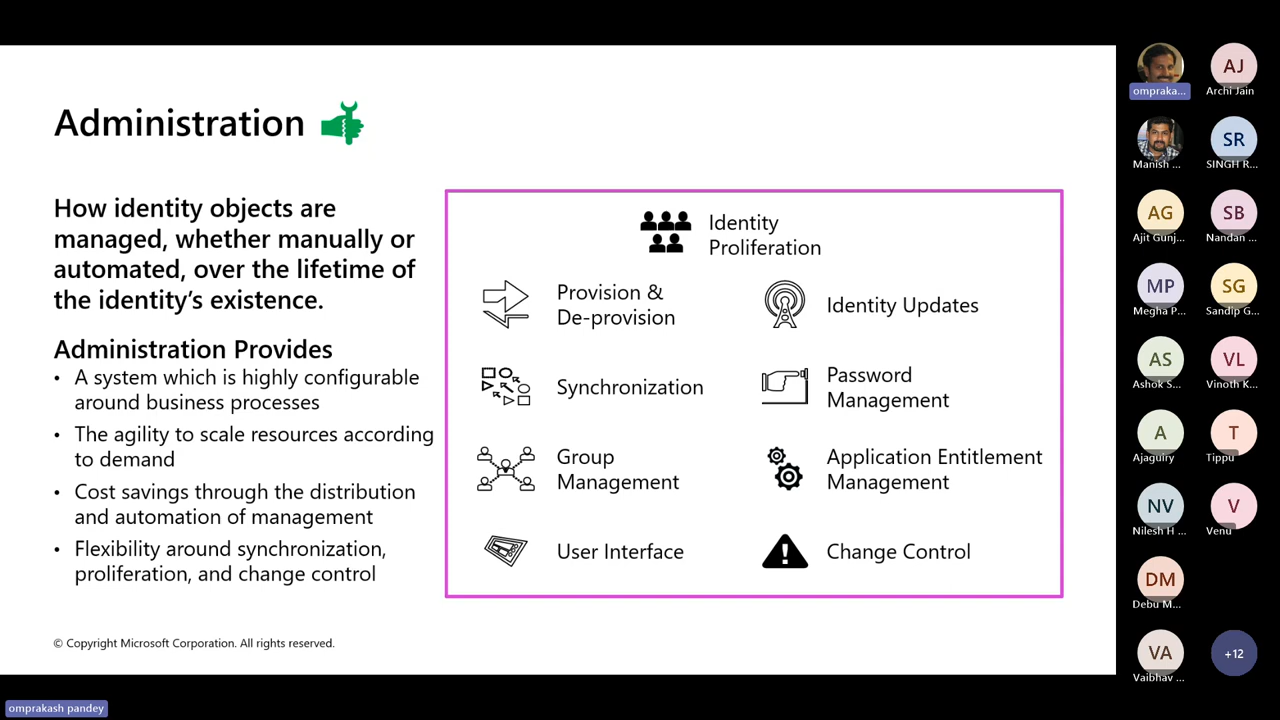 Administration
How identity objects are
managed, whether manually or
automated, over the lifetime of
the identity’s existence.
Administration Provides
• A system which is highly configurable
around business processes
• The agility to scale resources according
to demand
• Cost savings through the distribution
and automation of management
• Flexibility around synchronization,
proliferation, and change control
© Copyright Microsoft Corporation. All rights reserved.
Identity
Proliferation
Provision &
De-provision
Identity Updates
Synchronization
Password
Management
Group
Management
Application Entitlement
Management
User Interface
Change Control
ompraka...
AJ
Archi Jain
Manish ...
SR
SINGH R...
AG
Ajit Gunj...
SB
Nandan ...
MP
Megha P...
SG
Sandip G...
AS
Ashok S...
VL
Vinoth K...
A
Ajaguiry
T
Tippu
NV
Nilesh H ...
V
Venu
DM
Debu M...
VA
Vaibhav ...
+12
omprakash pandey